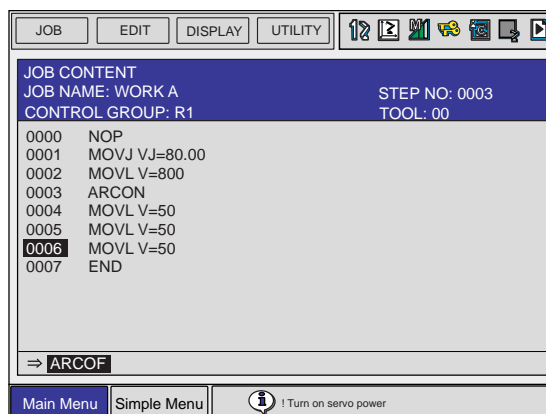 JOB EDIT DISPLAY UTILITY
JOB CONTENT
JOB NAME: WORK A STEP NO: 0003
CONTROL GROUP: R1 TOOL: 00
0000 NOP
0001 MOVJ VJ=80.00
0002 MOVL V=800
0003 ARCON
0004 MOVL V=50
0005 MOVL V=50
0006 MOVL V=50
0007 END
⇒ ARCOF
Main Menu Simple Menu ! Turn on servo power